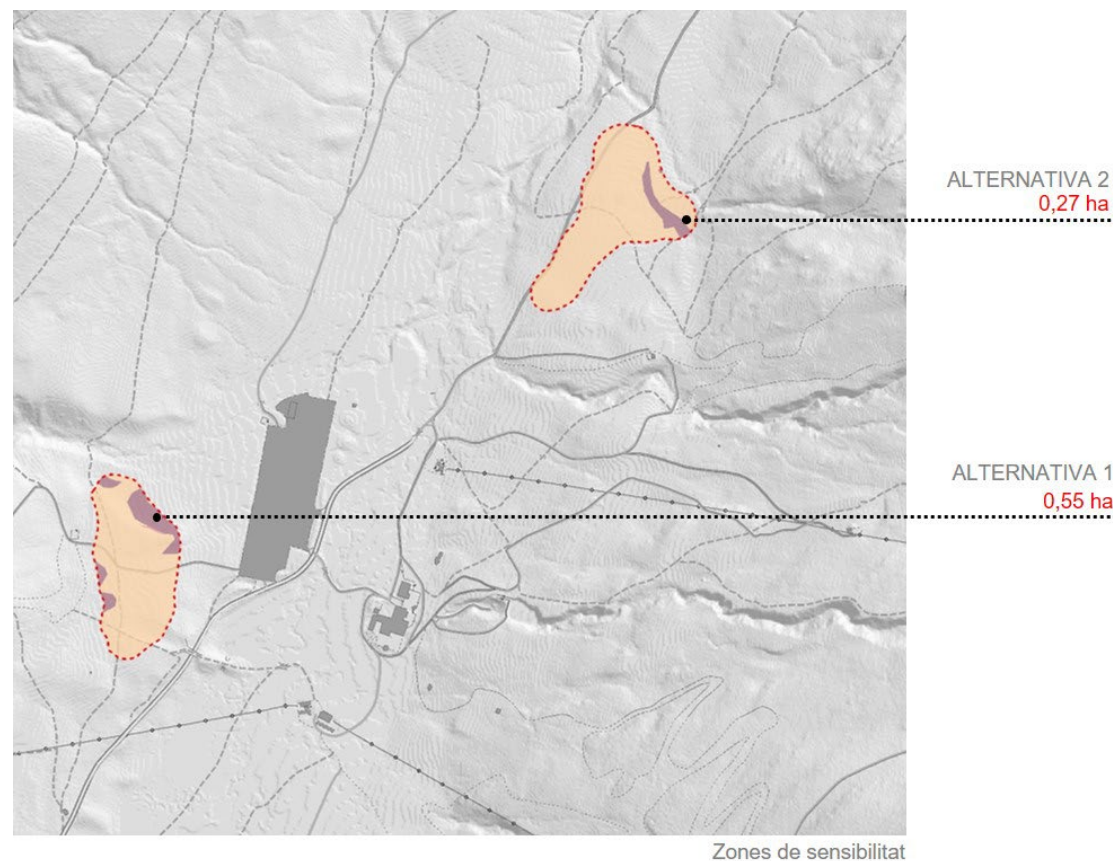 ALTERNATIVA 2
0,27 ha
ALTERNATIVA 1
0,55 ha
Zones de sensibilitat